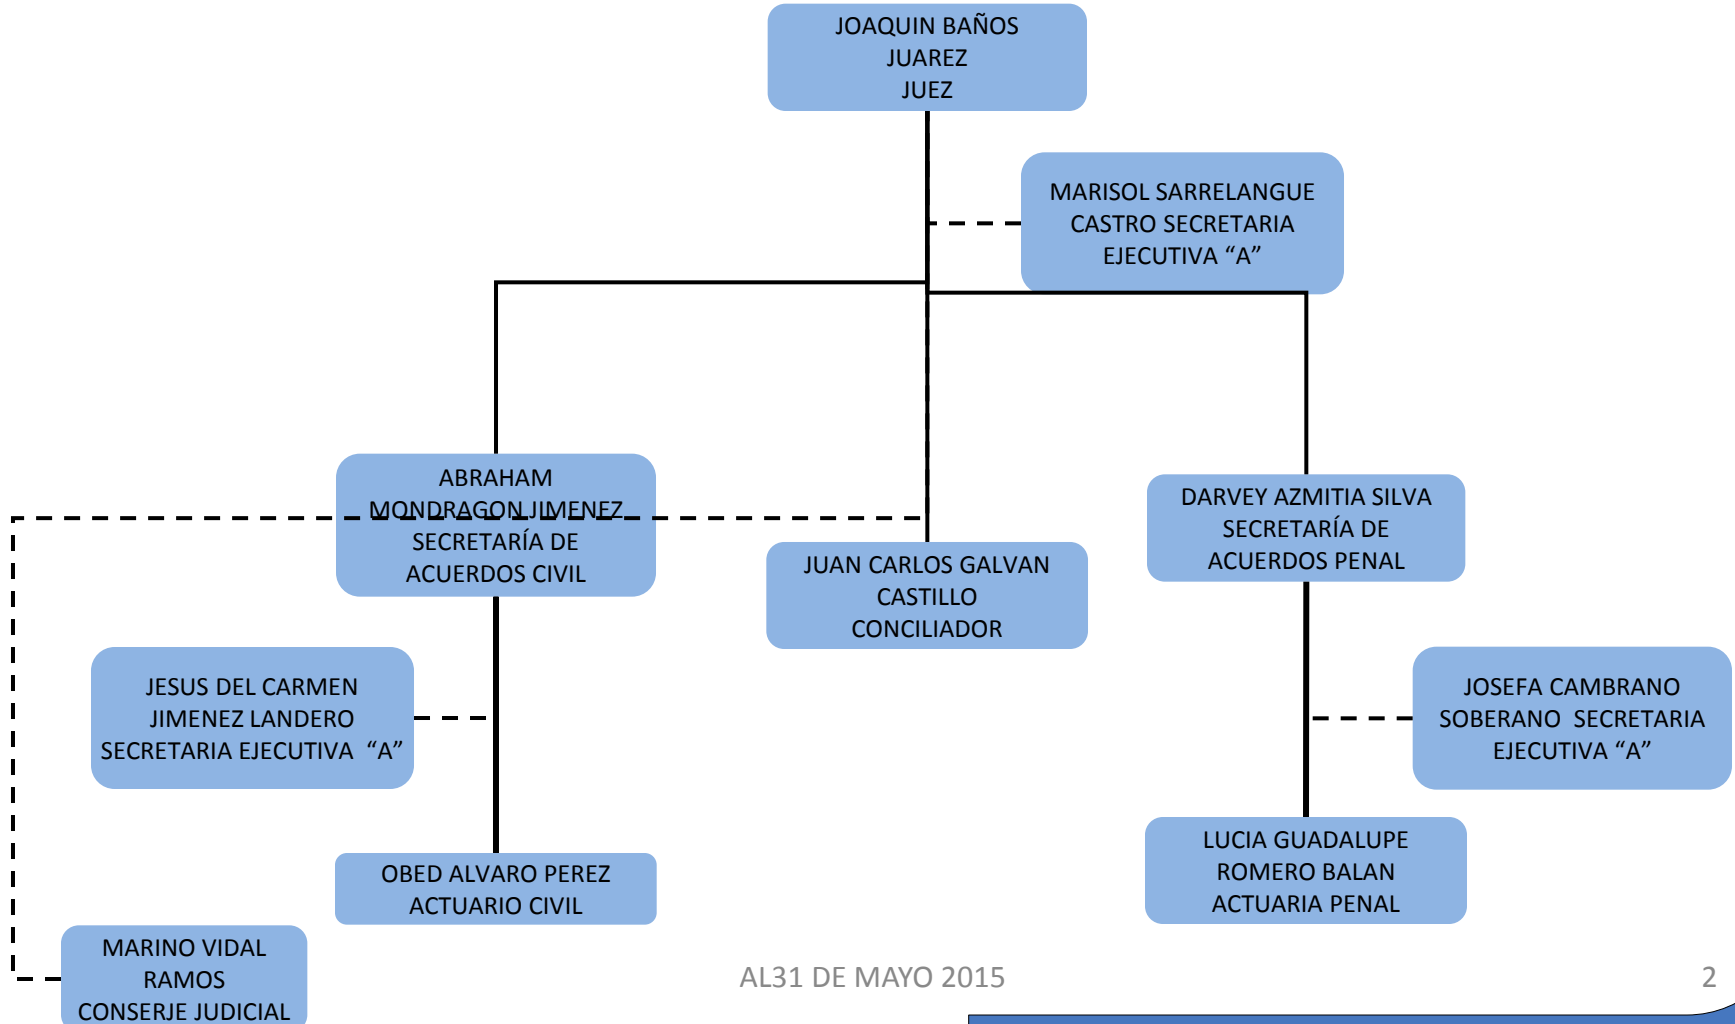 JOAQUIN BAÑOS
JUAREZ
JUEZ
MARISOL SARRELANGUE
CASTRO SECRETARIA
EJECUTIVA “A”
ABRAHAM
MONDRAGON JIMENEZ
SECRETARÍA DE
ACUERDOS CIVIL
JUAN CARLOS GALVAN
CASTILLO
CONCILIADOR
DARVEY AZMITIA SILVA
SECRETARÍA DE
ACUERDOS PENAL
JESUS DEL CARMEN
JIMENEZ LANDERO
SECRETARIA EJECUTIVA “A”
JOSEFA CAMBRANO
SOBERANO SECRETARIA
EJECUTIVA “A”
OBED ALVARO PEREZ
ACTUARIO CIVIL
LUCIA GUADALUPE
ROMERO BALAN
ACTUARIA PENAL
MARINO VIDAL
RAMOS
CONSERJE JUDICIAL
AL31 DE MAYO 2015
2